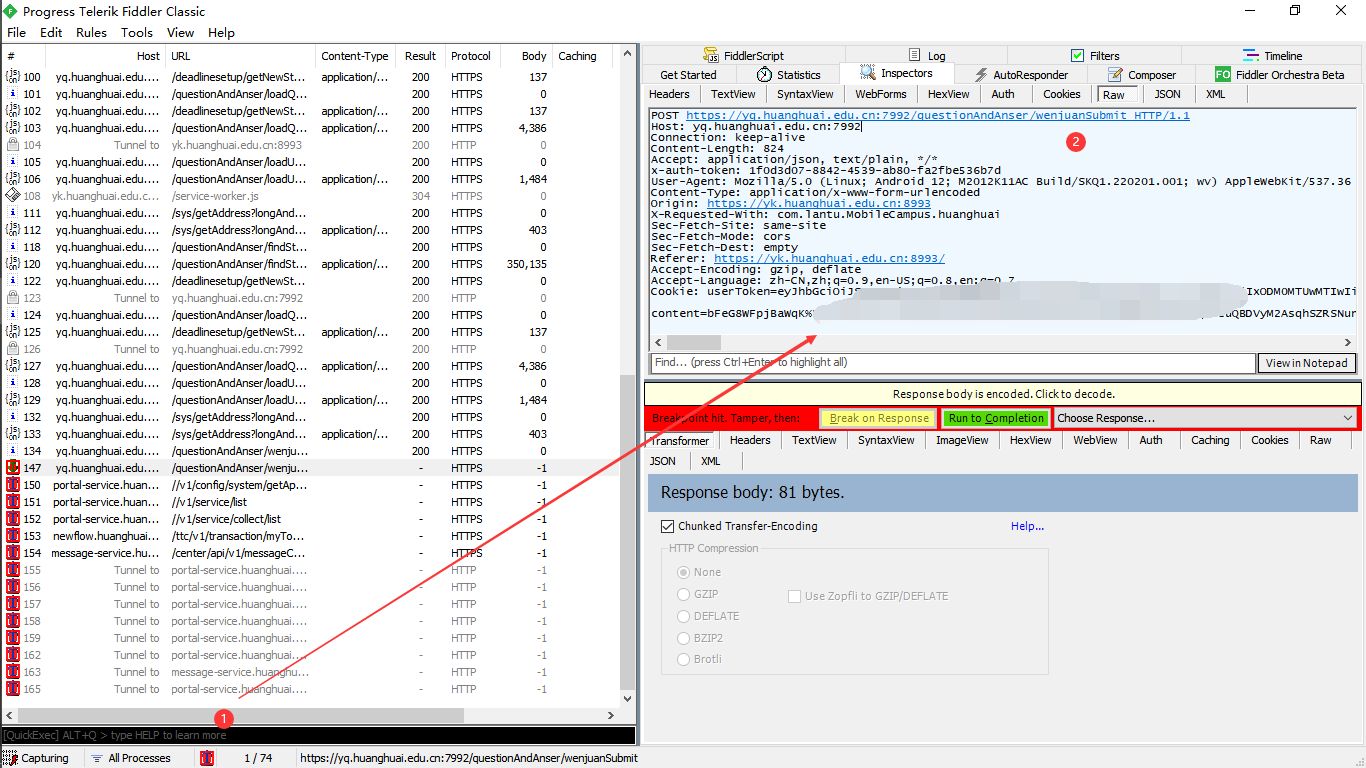 Progress Telerik Fiddler Classic
File Edit Rules Tools View Help
# Host URL Content-Type Result Protocol Body Caching
100 yq.huanghuai.edu.... /deadlinesetup/getNewSt... application/... 200 HTTPS 137
101 yq.huanghuai.edu.... /questionAndAnser/loadQ... 200 HTTPS 0
102 yq.huanghuai.edu.... /deadlinesetup/getNewSt... application/... 200 HTTPS 137
103 yq.huanghuai.edu.... /questionAndAnser/loadQ... application/... 200 HTTPS 4,386
104 Tunnel to yk.huanghuai.edu.cn:8993 200 HTTP 0
105 yq.huanghuai.edu.... /questionAndAnser/loadU... 200 HTTPS 0
106 yq.huanghuai.edu.... /questionAndAnser/loadU... application/... 200 HTTPS 1,484
108 yk.huanghuai.edu.c... /service-worker.js 304 HTTPS 0
111 yq.huanghuai.edu.... /sys/getAddress?longAnd... 200 HTTPS 0
112 yq.huanghuai.edu.... /sys/getAddress?longAnd... application/... 200 HTTPS 403
118 yq.huanghuai.edu.... /questionAndAnser/findSt... 200 HTTPS 0
120 yq.huanghuai.edu.... /questionAndAnser/findSt... application/... 200 HTTPS 350,135
122 yq.huanghuai.edu.... /deadlinesetup/getNewSt... 200 HTTPS 0
123 Tunnel to yq.huanghuai.edu.cn:7992 200 HTTP 0
124 yq.huanghuai.edu.... /questionAndAnser/loadQ... 200 HTTPS 0
125 yq.huanghuai.edu.... /deadlinesetup/getNewSt... application/... 200 HTTPS 137
126 Tunnel to yq.huanghuai.edu.cn:7992 200 HTTP 0
127 yq.huanghuai.edu.... /questionAndAnser/loadQ... application/... 200 HTTPS 4,386
128 yq.huanghuai.edu.... /questionAndAnser/loadU... 200 HTTPS 0
129 yq.huanghuai.edu.... /questionAndAnser/loadU... application/... 200 HTTPS 1,484
132 yq.huanghuai.edu.... /sys/getAddress?longAnd... 200 HTTPS 0
133 yq.huanghuai.edu.... /sys/getAddress?longAnd... application/... 200 HTTPS 403
134 yq.huanghuai.edu.... /questionAndAnser/wenju... 200 HTTPS 0
147 yq.huanghuai.edu.... /questionAndAnser/wenju... - HTTPS -1
150 portal-service.huan... //v1/config/system/getAp... - HTTPS -1
151 portal-service.huan... //v1/service/list - HTTPS -1
152 portal-service.huan... //v1/service/collect/list - HTTPS -1
153 newflow.huanghuai... /ttc/v1/transaction/myTo... - HTTPS -1
154 message-service.hu... /center/api/v1/messageC... - HTTPS -1
155 Tunnel to portal-service.huanghuai.... - HTTP -1
156 Tunnel to portal-service.huanghuai.... - HTTP -1
157 Tunnel to portal-service.huanghuai.... - HTTP -1
158 Tunnel to portal-service.huanghuai.... - HTTP -1
159 Tunnel to portal-service.huanghuai.... - HTTP -1
162 Tunnel to portal-service.huanghuai.... - HTTP -1
163 Tunnel to message-service.huanghu... - HTTP -1
165 Tunnel to portal-service.huanghuai.... - HTTP -1
1
[QuickExec] ALT+Q > type HELP to learn more
Capturing All Processes 1 / 74 https://yq.huanghuai.edu.cn:7992/questionAndAnser/wenjuanSubmit
FiddlerScript Log Filters Timeline
Get Started Statistics Inspectors AutoResponder Composer FO Fiddler Orchestra Beta
Headers TextView SyntaxView WebForms HexView Auth Cookies Raw JSON XML
POST https://yq.huanghuai.edu.cn:7992/questionAndAnser/wenjuanSubmit HTTP/1.1
Host: yq.huanghuai.edu.cn:7992
Connection: keep-alive
2
Content-Length: 824
Accept: application/json, text/plain, */*
x-auth-token: 1f0d3d07-8842-4539-ab80-fa2fbe536b7d
User-Agent: Mozilla/5.0 (Linux; Android 12; M2012K11AC Build/SKQ1.220201.001; wv) AppleWebKit/537.36
Content-Type: application/x-www-form-urlencoded
Origin: https://yk.huanghuai.edu.cn:8993
X-Requested-With: com.lantu.MobileCampus.huanghuai
Sec-Fetch-Site: same-site
Sec-Fetch-Mode: cors
Sec-Fetch-Dest: empty
Referer: https://yk.huanghuai.edu.cn:8993/
Accept-Encoding: gzip, deflate
Accept-Language: zh-CN,zh;q=0.9,en-US;q=0.8,en;q=0.7
Cookie: userToken=eyJhbGciOiJS
content=bFeG8WFpjBaWqK%
Find... (press Ctrl+Enter to highlight all) View in Notepad
Response body is encoded. Click to decode.
Breakpoint hit. Tamper, then: Break on Response Run to Completion Choose Response...
Transformer Headers TextView SyntaxView ImageView HexView WebView Auth Caching Cookies Raw
JSON XML
Response body: 81 bytes.
Chunked Transfer-Encoding Help...
HTTP Compression
None
GZIP Use Zopfli to GZIP/DEFLATE
DEFLATE
BZIP2
Brotli